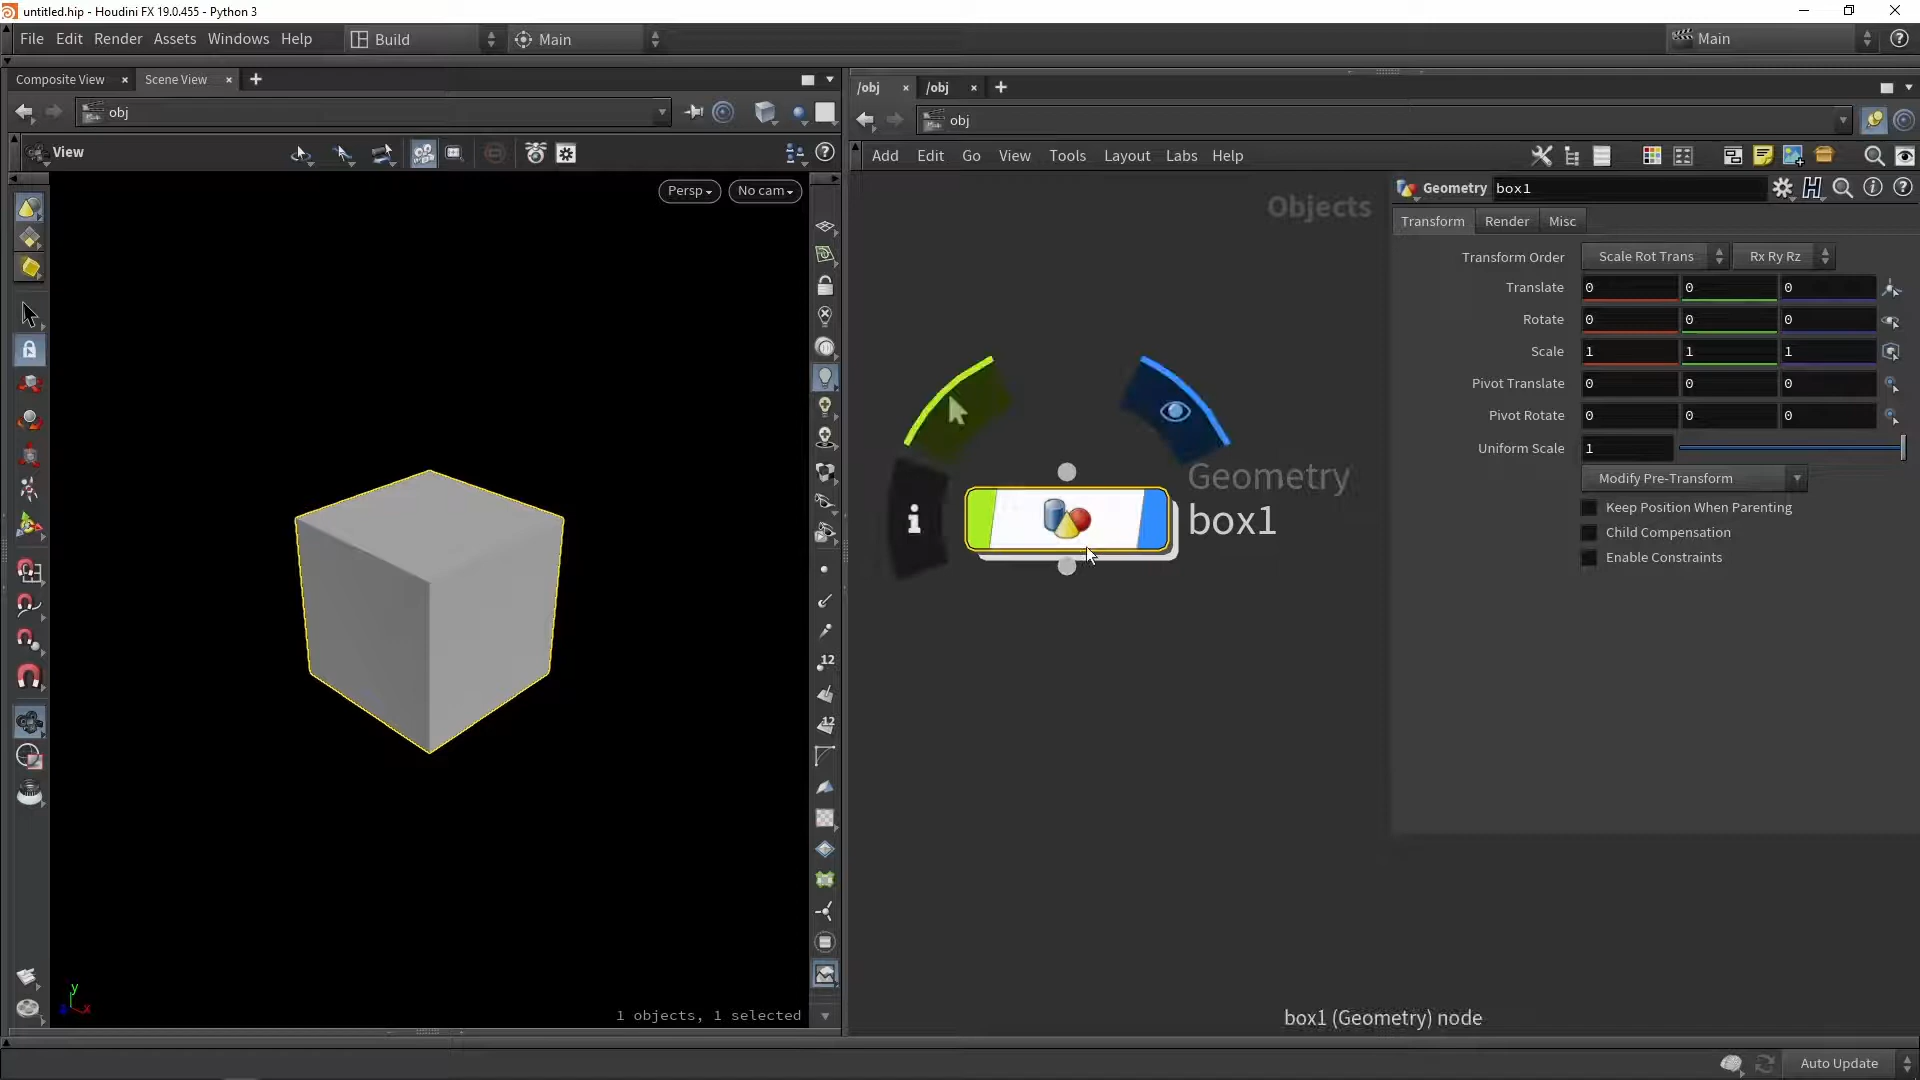 untitled.hip - Houdini FX 19.0.455 - Python 3
File Edit Render Assets Windows Help Build Main Main
Composite View Scene View
/obj /obj
obj
obj
View
Add Edit Go View Tools Layout Labs Help
Persp No cam
Objects
Geometry box1
Transform Render Misc
Transform Order Scale Rot Trans Rx Ry Rz
Translate 0 0 0
Rotate 0 0 0
Scale 1 1 1
Pivot Translate 0 0 0
Pivot Rotate 0 0 0
Uniform Scale 1
Modify Pre-Transform
Keep Position When Parenting
Child Compensation
Enable Constraints
Geometry
box1
12
12
y
x
1 objects, 1 selected
box1 (Geometry) node
Auto Update